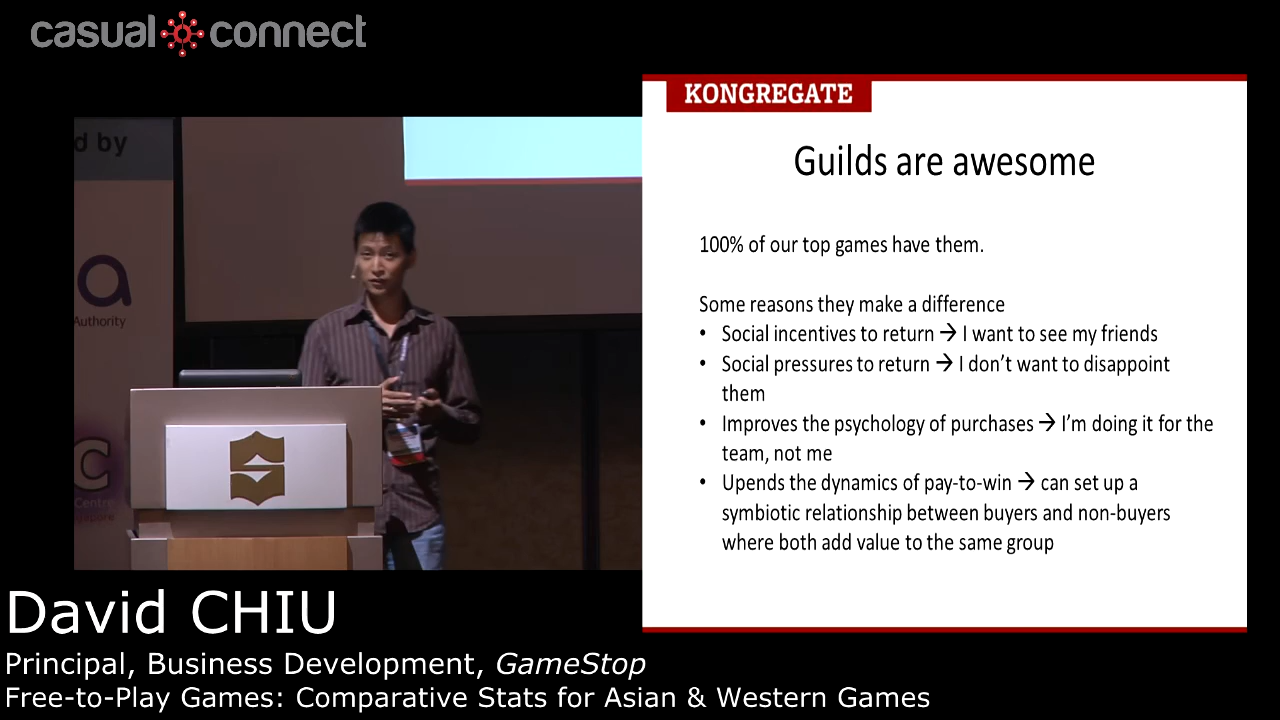 casual connect
KONGREGATE
Guilds are awesome
100% of our top games have them.
Some reasons they make a difference
• Social incentives to return → I want to see my friends
• Social pressures to return → I don't want to disappoint
them
• Improves the psychology of purchases → I'm doing it for the
team, not me
• Upends the dynamics of pay-to-win → can set up a
symbiotic relationship between buyers and non-buyers
where both add value to the same group
d by
a
Authority
C
Centre
David CHIU
Principal, Business Development, GameStop
Free-to-Play Games: Comparative Stats for Asian & Western Games